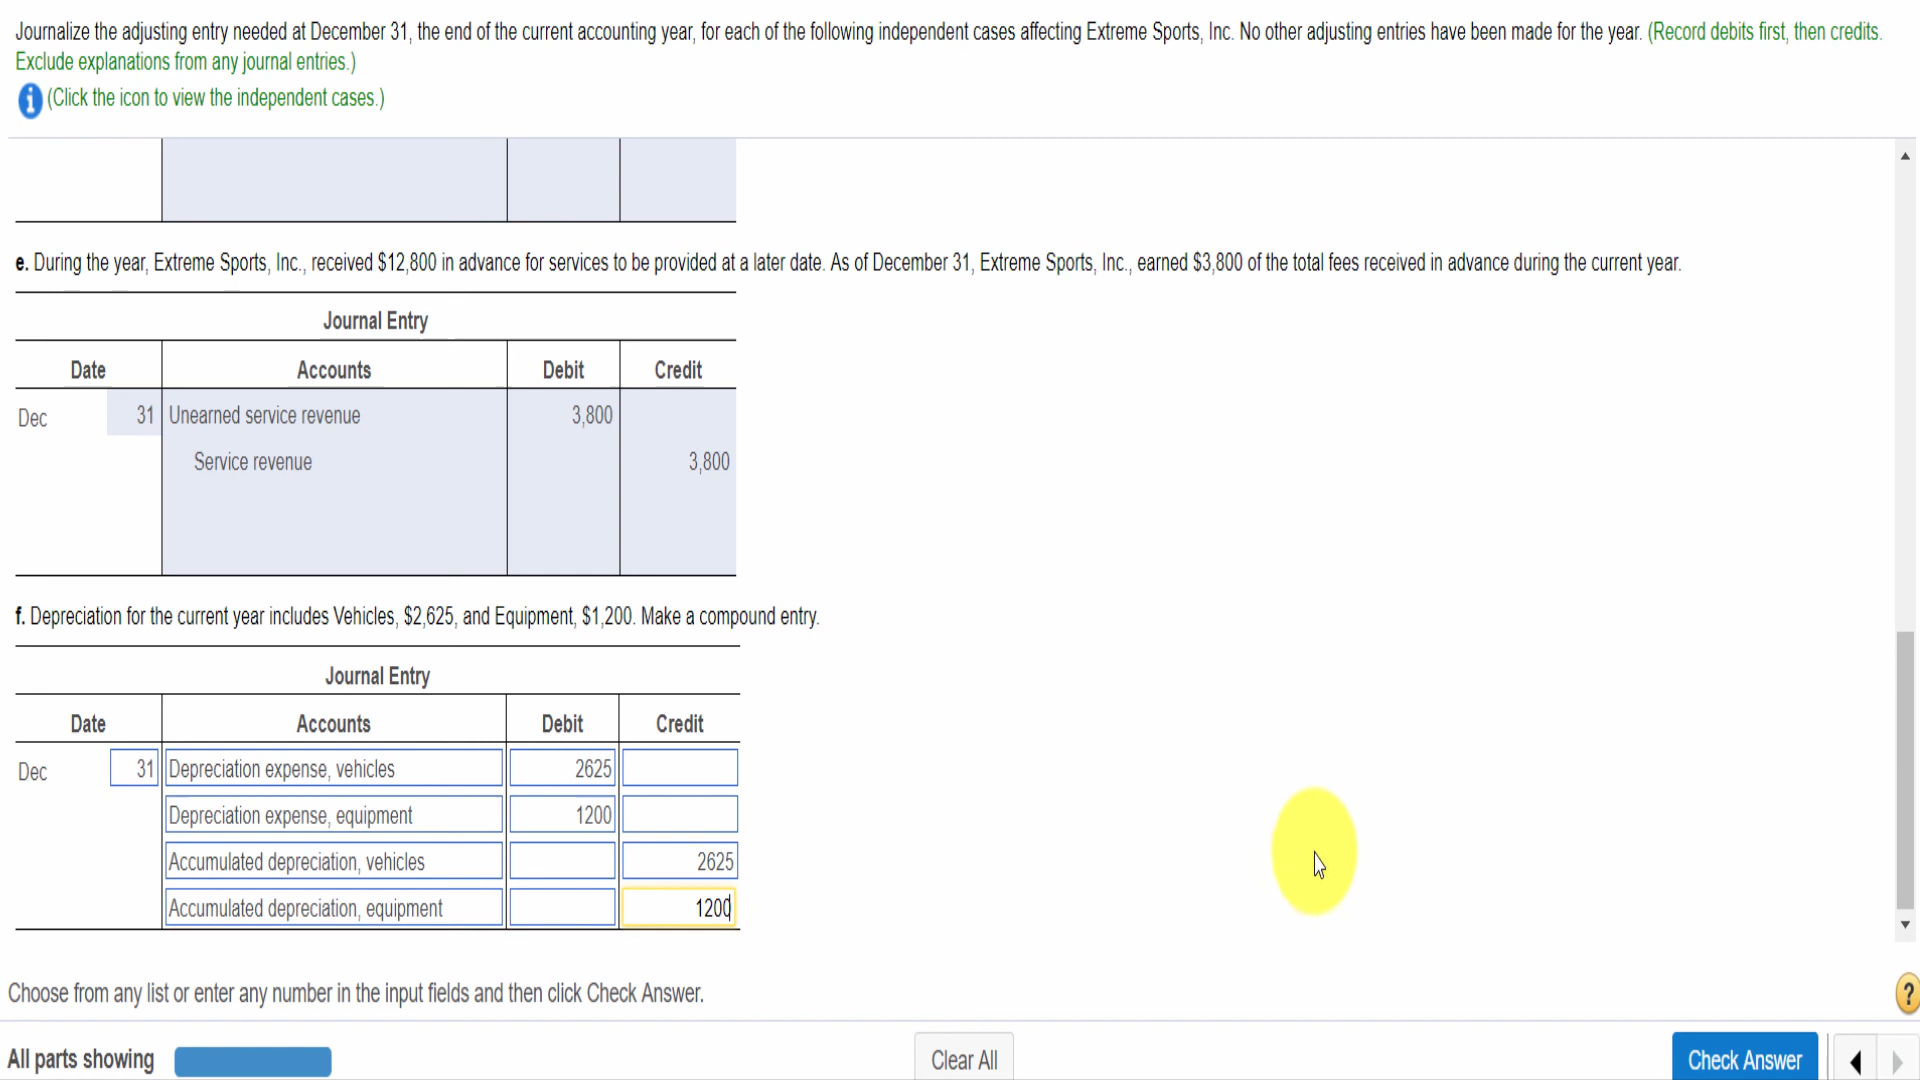 Journalize the adjusting entry needed at December 31, the end of the current accounting year, for each of the following independent cases affecting Extreme Sports, Inc. No other adjusting entries have been made for the year. (Record debits first, then credits.
Exclude explanations from any journal entries.)
(Click the icon to view the independent cases.)
e. During the year, Extreme Sports, Inc., received $12,800 in advance for services to be provided at a later date. As of December 31, Extreme Sports, Inc., earned $3,800 of the total fees received in advance during the current year.
Journal Entry
Date Accounts Debit Credit
Dec 31 Unearned service revenue 3,800
Service revenue 3,800
f. Depreciation for the current year includes Vehicles, $2,625, and Equipment, $1,200. Make a compound entry.
Journal Entry
Date Accounts Debit Credit
Dec 31 Depreciation expense, vehicles 2625
Depreciation expense, equipment 1200
Accumulated depreciation, vehicles 2625
Accumulated depreciation, equipment 1200
Choose from any list or enter any number in the input fields and then click Check Answer.
?
All parts showing Clear All Check Answer